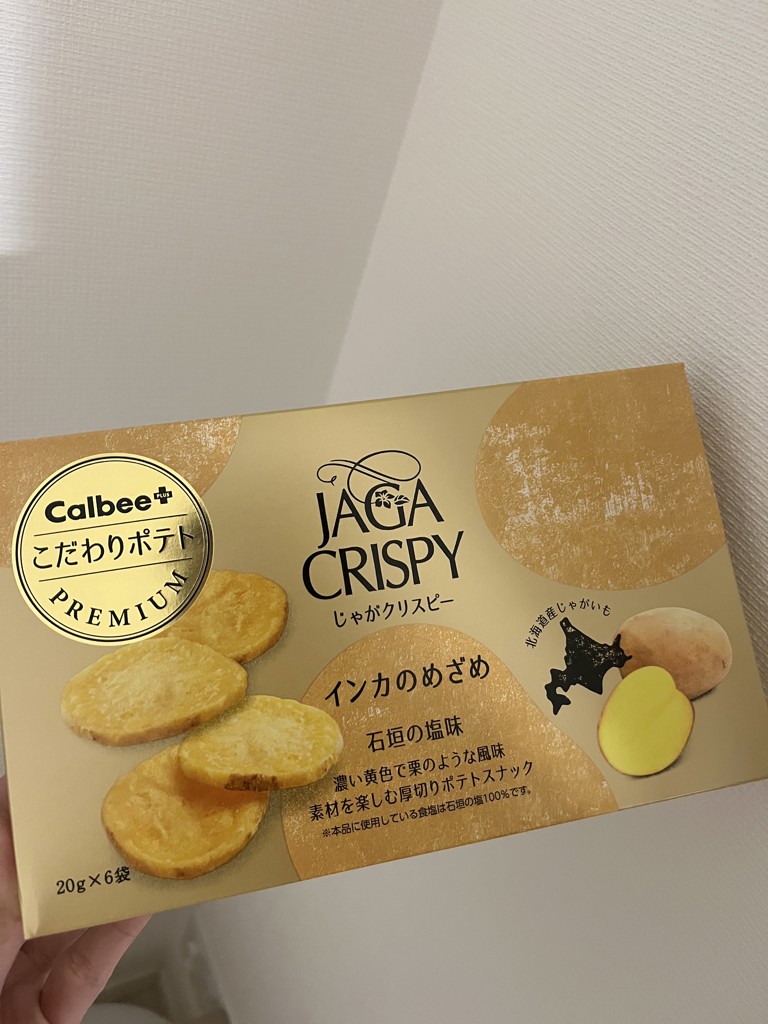 Calbee PLUS
こだわりポテト
PREMIUM
JAGA
CRISPY
じゃがクリスピー
北海道産じゃがいも
インカのめざめ
石垣の塩味
濃い黄色で栗のような風味
素材を楽しむ厚切りポテトスナック
※本品に使用している食塩は石垣の塩100%です。
20g×6袋